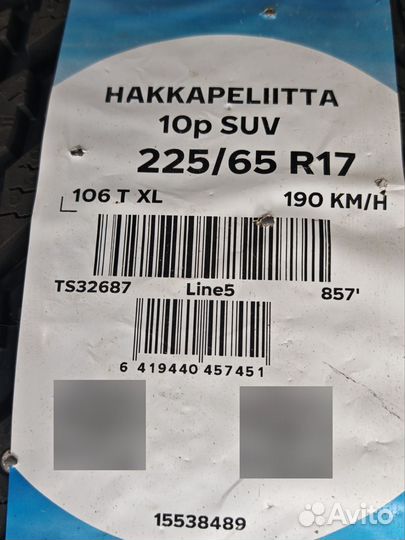 HAKKAPELIITTA
10p SUV
225/65 R17
106 T XL 190 KM/H
TS32687 Line5 857'
6 419440 457451
15538489
Avito